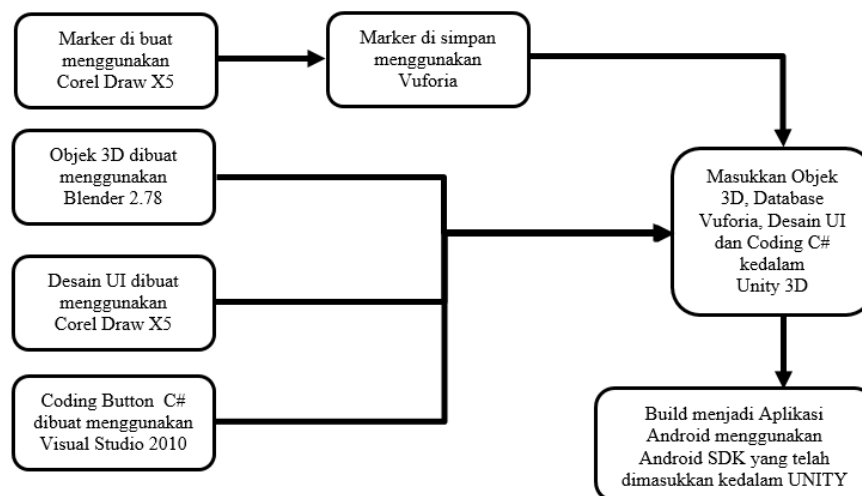 Marker di buat
menggunakan
Corel Draw X5
Marker di simpan
menggunakan
Vuforia
Objek 3D dibuat
menggunakan
Blender 2.78
Desain UI dibuat
menggunakan
Corel Draw X5
Coding Button C#
dibuat menggunakan
Visual Studio 2010
Masukkan Objek
3D, Database
Vuforia, Desain UI
dan Coding C#
kedalam
Unity 3D
Build menjadi Aplikasi
Android menggunakan
Android SDK yang telah
dimasukkan kedalam UNITY